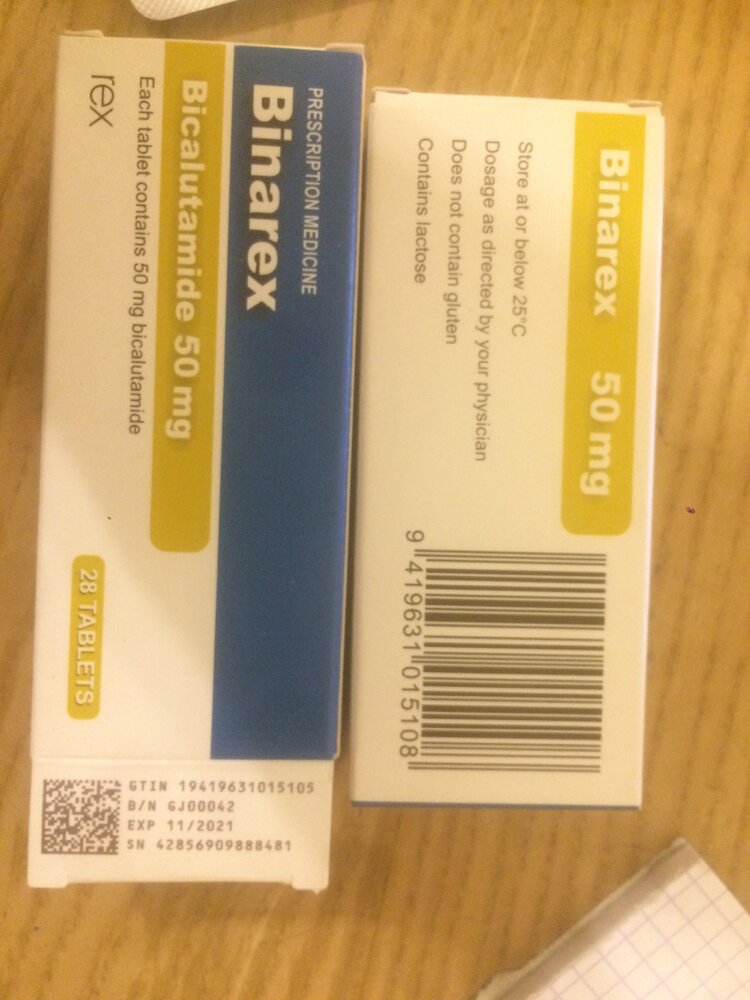 PRESCRIPTION MEDICINE
Binarex
Bicalutamide 50 mg
Each tablet contains 50 mg bicalutamide
rex
28 TABLETS
GTIN 19419631015105
B/N GJ00042
EXP 11/2021
SN 42856909888481
Binarex 50 mg
Store at or below 25°C
Dosage as directed by your physician
Does not contain gluten
Contains lactose
9 419631 015108